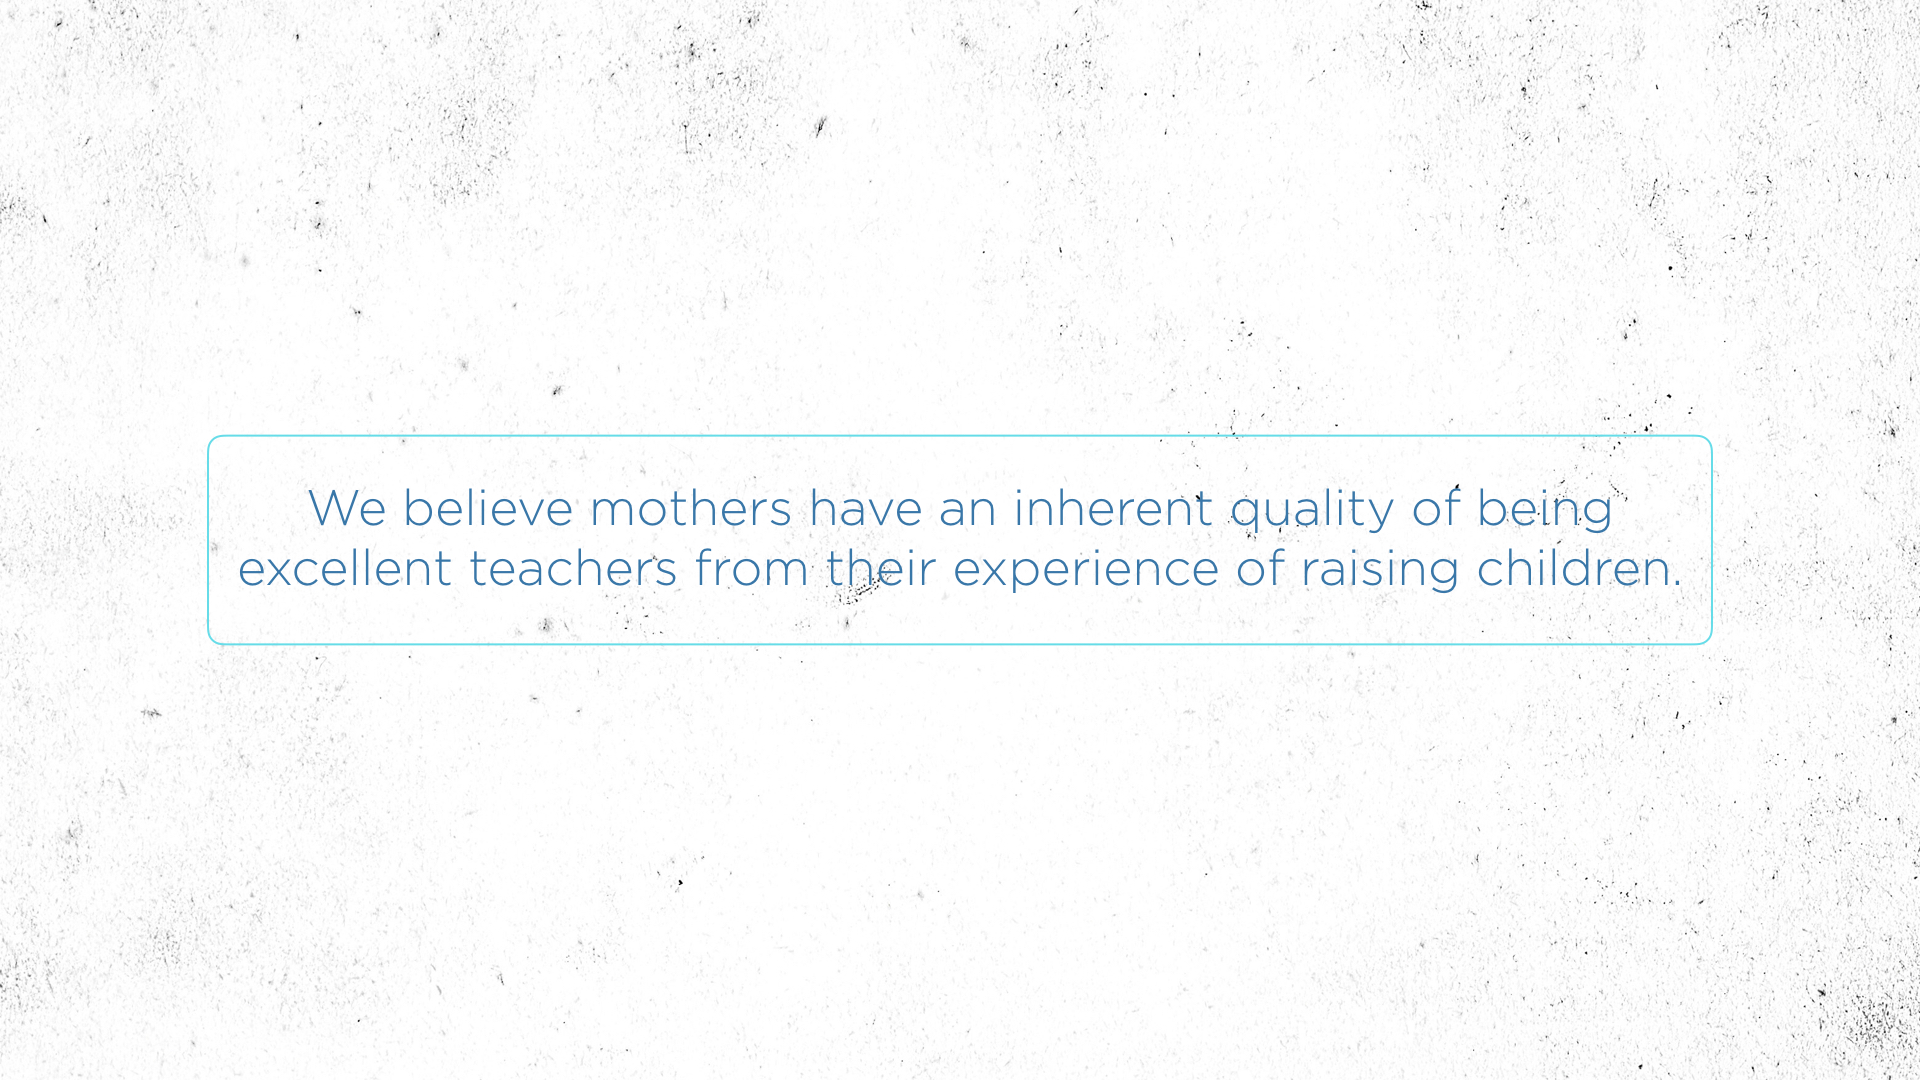 We believe mothers have an inherent quality of being
excellent teachers from their experience of raising children.